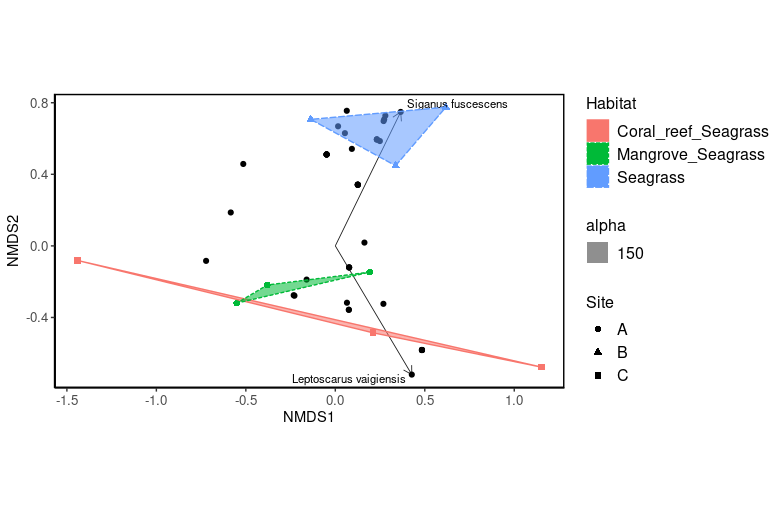 Siganus fuscescens
0.8
0.4
0.0
-0.4
NMDS2
Leptoscarus vaigiensis
-1.5 -1.0 -0.5 0.0 0.5 1.0
NMDS1
Habitat
Coral_reef_Seagrass
Mangrove_Seagrass
Seagrass
alpha
150
Site
A
B
C